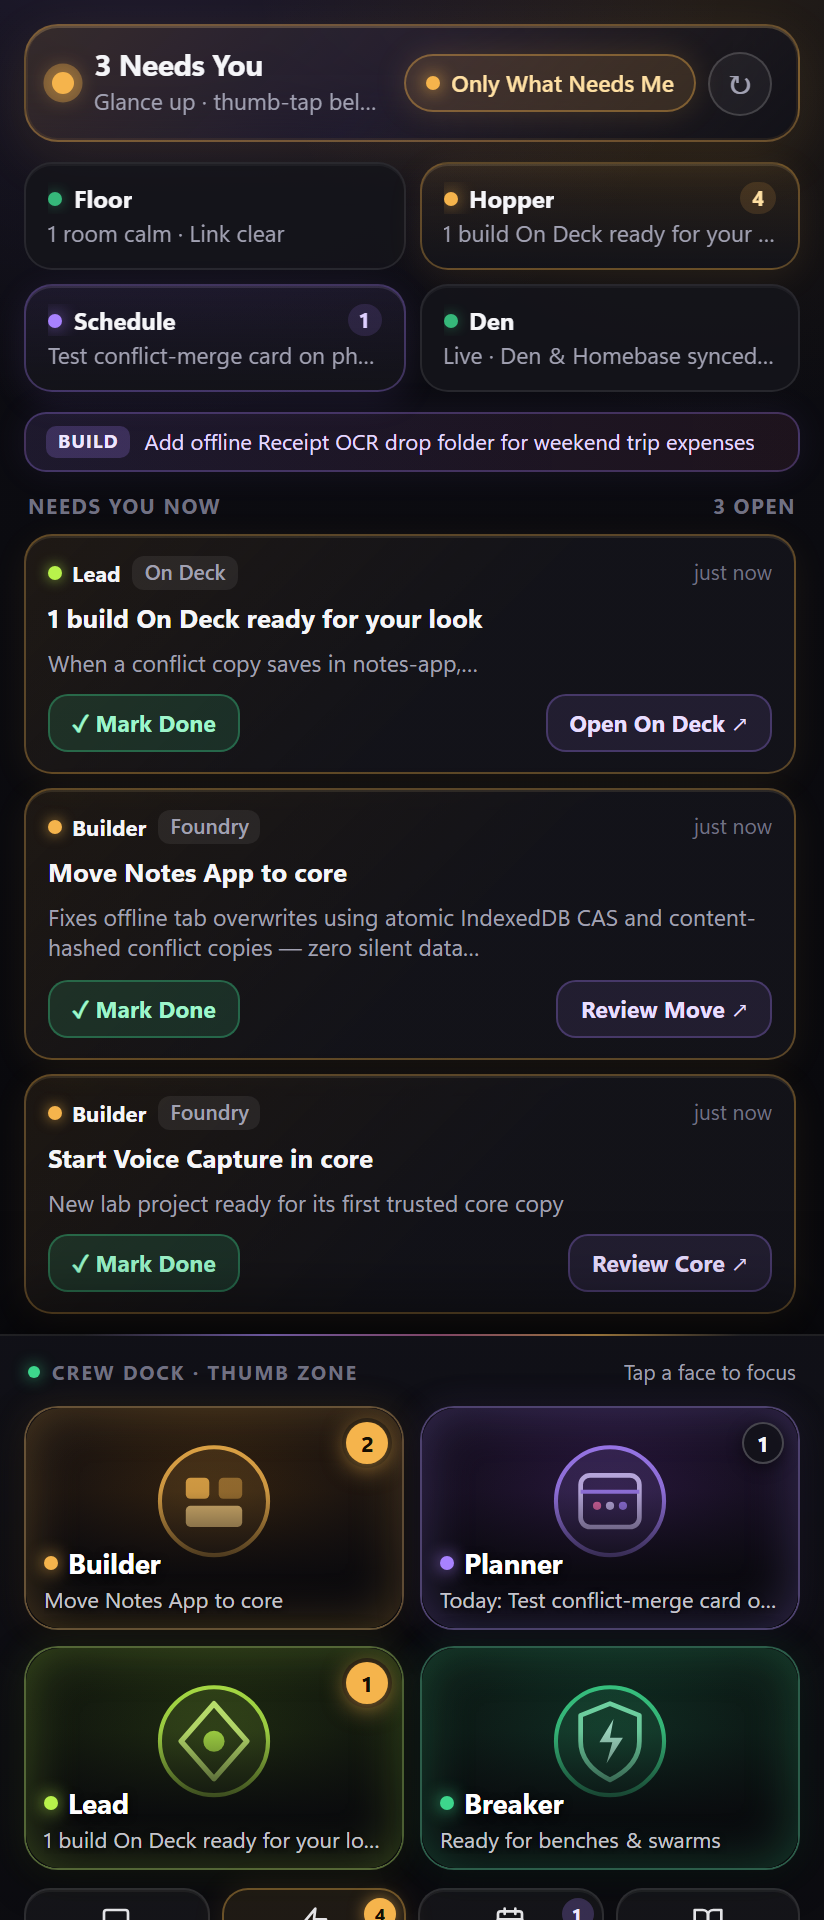 3 Needs You
Glance up · thumb-tap bel...
Only What Needs Me
↻
Floor
1 room calm · Link clear
Hopper
4
1 build On Deck ready for your ...
Schedule
1
Test conflict-merge card on ph...
Den
Live · Den & Homebase synced...
BUILD Add offline Receipt OCR drop folder for weekend trip expenses
NEEDS YOU NOW
3 OPEN
Lead On Deck just now
1 build On Deck ready for your look
When a conflict copy saves in notes-app,...
✓ Mark Done
Open On Deck ↗
Builder Foundry just now
Move Notes App to core
Fixes offline tab overwrites using atomic IndexedDB CAS and content-
hashed conflict copies — zero silent data...
✓ Mark Done
Review Move ↗
Builder Foundry just now
Start Voice Capture in core
New lab project ready for its first trusted core copy
✓ Mark Done
Review Core ↗
CREW DOCK · THUMB ZONE
Tap a face to focus
2
Builder
Move Notes App to core
1
Planner
Today: Test conflict-merge card o...
1
Lead
1 build On Deck ready for your lo...
Breaker
Ready for benches & swarms
4
1